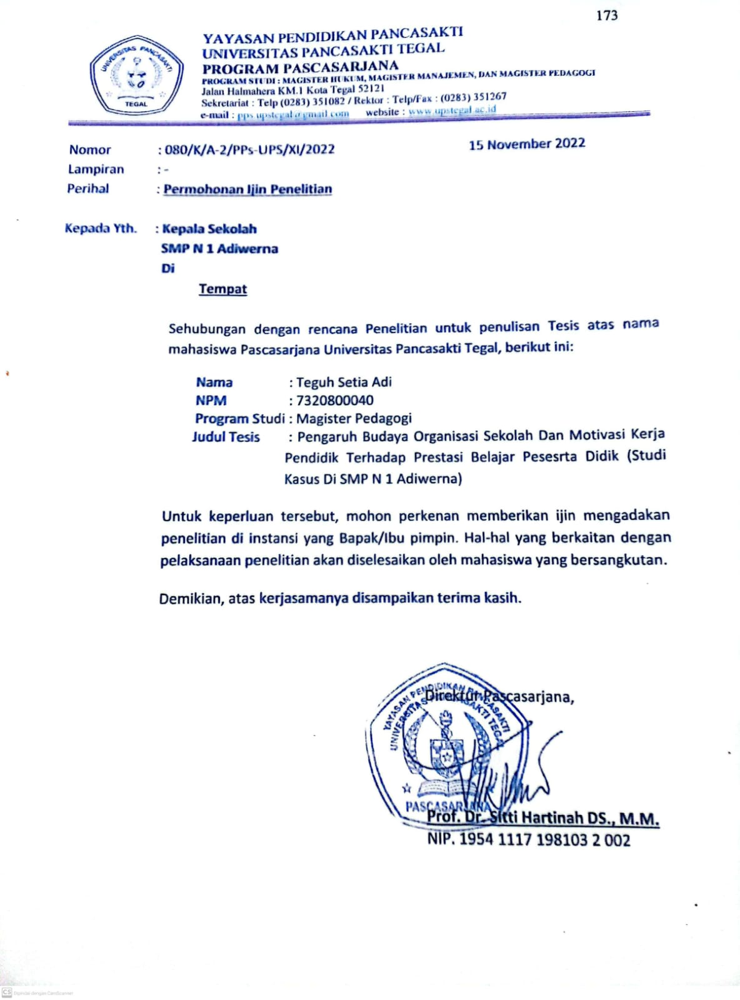 173
UNIVERSITAS PANCASAKTI
TEGAL
YAYASAN PENDIDIKAN PANCASAKTI
UNIVERSITAS PANCASAKTI TEGAL
PROGRAM PASCASARJANA
PROGRAM STUDI : MAGISTER HUKUM, MAGISTER MANAJEMEN, DAN MAGISTER PEDAGOGI
Jalan Halmahera KM.1 Kota Tegal 52121
Sekretariat : Telp (0283) 351082 / Rektor : Telp/Fax : (0283) 351267
e-mail : pps.upstegal@gmail.com website : www.upstegal.ac.id
Nomor : 080/K/A-2/PPs-UPS/XI/2022 15 November 2022
Lampiran : -
Perihal : Permohonan Ijin Penelitian
Kepada Yth. : Kepala Sekolah
SMP N 1 Adiwerna
Di
Tempat
Sehubungan dengan rencana Penelitian untuk penulisan Tesis atas nama
mahasiswa Pascasarjana Universitas Pancasakti Tegal, berikut ini:
Nama : Teguh Setia Adi
NPM : 7320800040
Program Studi : Magister Pedagogi
Judul Tesis : Pengaruh Budaya Organisasi Sekolah Dan Motivasi Kerja
Pendidik Terhadap Prestasi Belajar Pesesrta Didik (Studi
Kasus Di SMP N 1 Adiwerna)
Untuk keperluan tersebut, mohon perkenan memberikan ijin mengadakan
penelitian di instansi yang Bapak/Ibu pimpin. Hal-hal yang berkaitan dengan
pelaksanaan penelitian akan diselesaikan oleh mahasiswa yang bersangkutan.
Demikian, atas kerjasamanya disampaikan terima kasih.
Direktur Pascasarjana,
YAYASAN PENDIDIKAN PANCASAKTI
UNIVERSITAS PANCASAKTI TEGAL
PASCASARJANA
Prof. Dr. Sitti Hartinah DS., M.M.
NIP. 1954 1117 198103 2 002
CS Dipindai dengan CamScanner